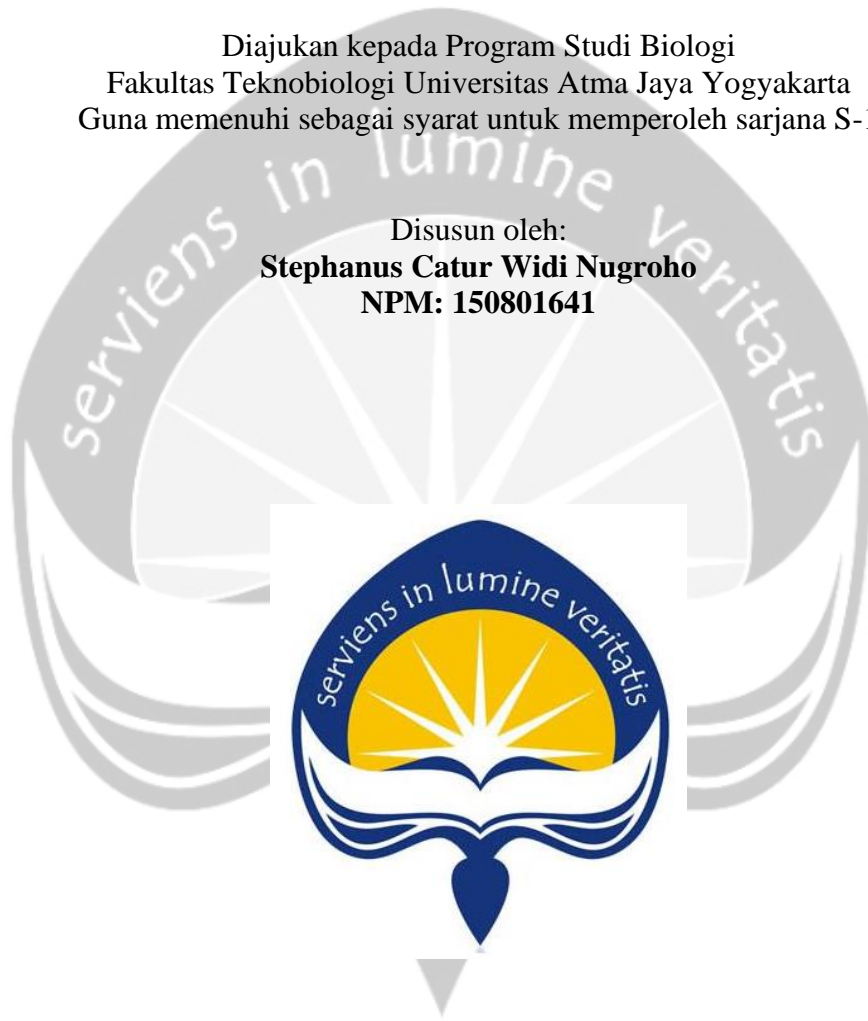 Diajukan kepada Program Studi Biologi
Fakultas Teknobiologi Universitas Atma Jaya Yogyakarta
Guna memenuhi sebagai syarat untuk memperoleh sarjana S-1
serviens in lumine veritatis
Disusun oleh:
Stephanus Catur Widi Nugroho
NPM: 150801641
serviens in lumine veritatis